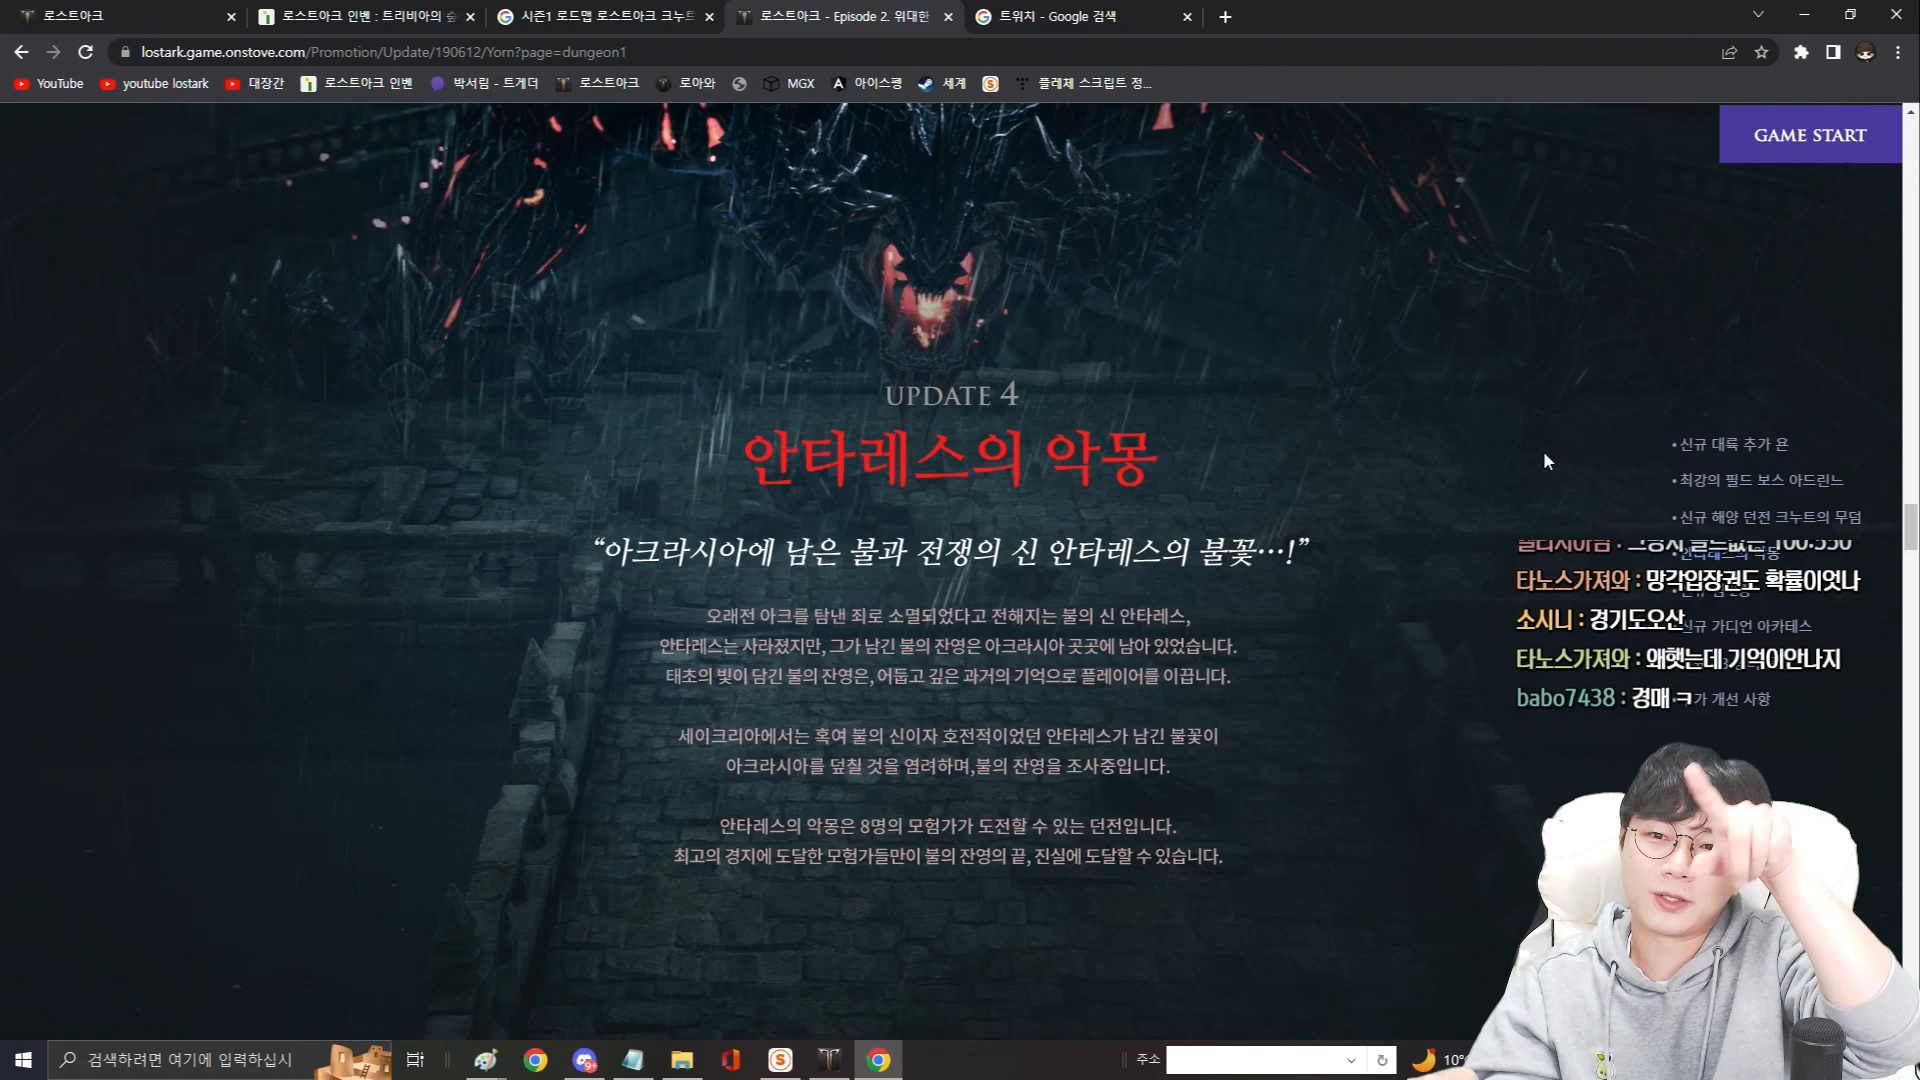 로스트아크
로스트아크 인벤 : 트리비아의 숲
시즌1 로드맵 로스트아크 크누트
로스트아크 - Episode 2. 위대한
트위치 - Google 검색
lostark.game.onstove.com/Promotion/Update/190612/Yorn?page=dungeon1
YouTube
youtube lostark
대장간
로스트아크 인벤
박서림 - 트게더
로스트아크
로아와
MGX
아이스펭
세계
플레체 스크립트 정...
GAME START
UPDATE 4
안타레스의 악몽
“아크라시아에 남은 불과 전쟁의 신 안타레스의 불꽃…!”
오래전 아크를 탐낸 죄로 소멸되었다고 전해지는 불의 신 안타레스,
안타레스는 사라졌지만, 그가 남긴 불의 잔영은 아크라시아 곳곳에 남아 있었습니다.
태초의 빛이 담긴 불의 잔영은, 어둡고 깊은 과거의 기억으로 플레이어를 이끕니다.
세이크리아에서는 혹여 불의 신이자 호전적이었던 안타레스가 남긴 불꽃이
아크라시아를 덮칠 것을 염려하며,불의 잔영을 조사중입니다.
안타레스의 악몽은 8명의 모험가가 도전할 수 있는 던전입니다.
최고의 경지에 도달한 모험가들만이 불의 잔영의 끝, 진실에 도달할 수 있습니다.
• 신규 대륙 추가 욘
• 최강의 필드 보스 아드린느
• 신규 해양 던전 크누트의 무덤
타노스가져와 : 망각입장권도 확률이엇나
소시니 : 경기도오산
신규 가디언 아카테스
타노스가져와 : 왜햇는데 기억이안나지
babo7438 : 경매 ㅋ
가 개선 사항
검색하려면 여기에 입력하십시
9+
주소
10°